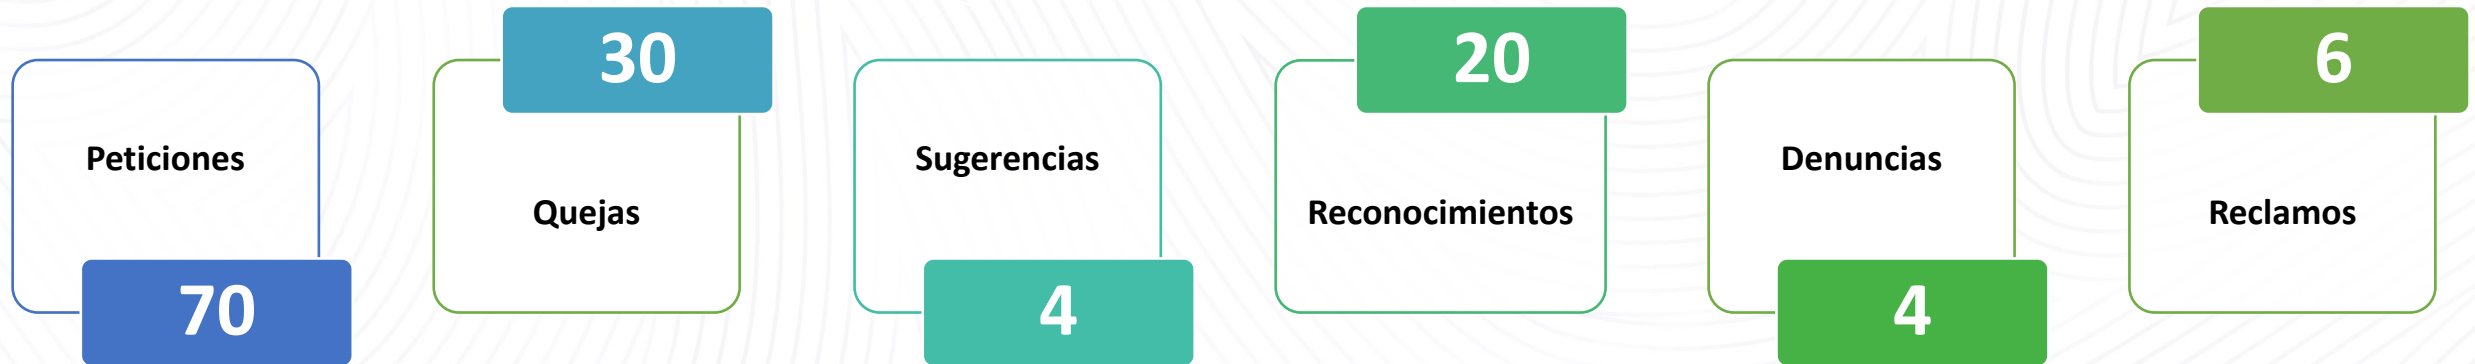 Peticiones
70
30
Quejas
Sugerencias
4
20
Reconocimientos
Denuncias
4
6
Reclamos